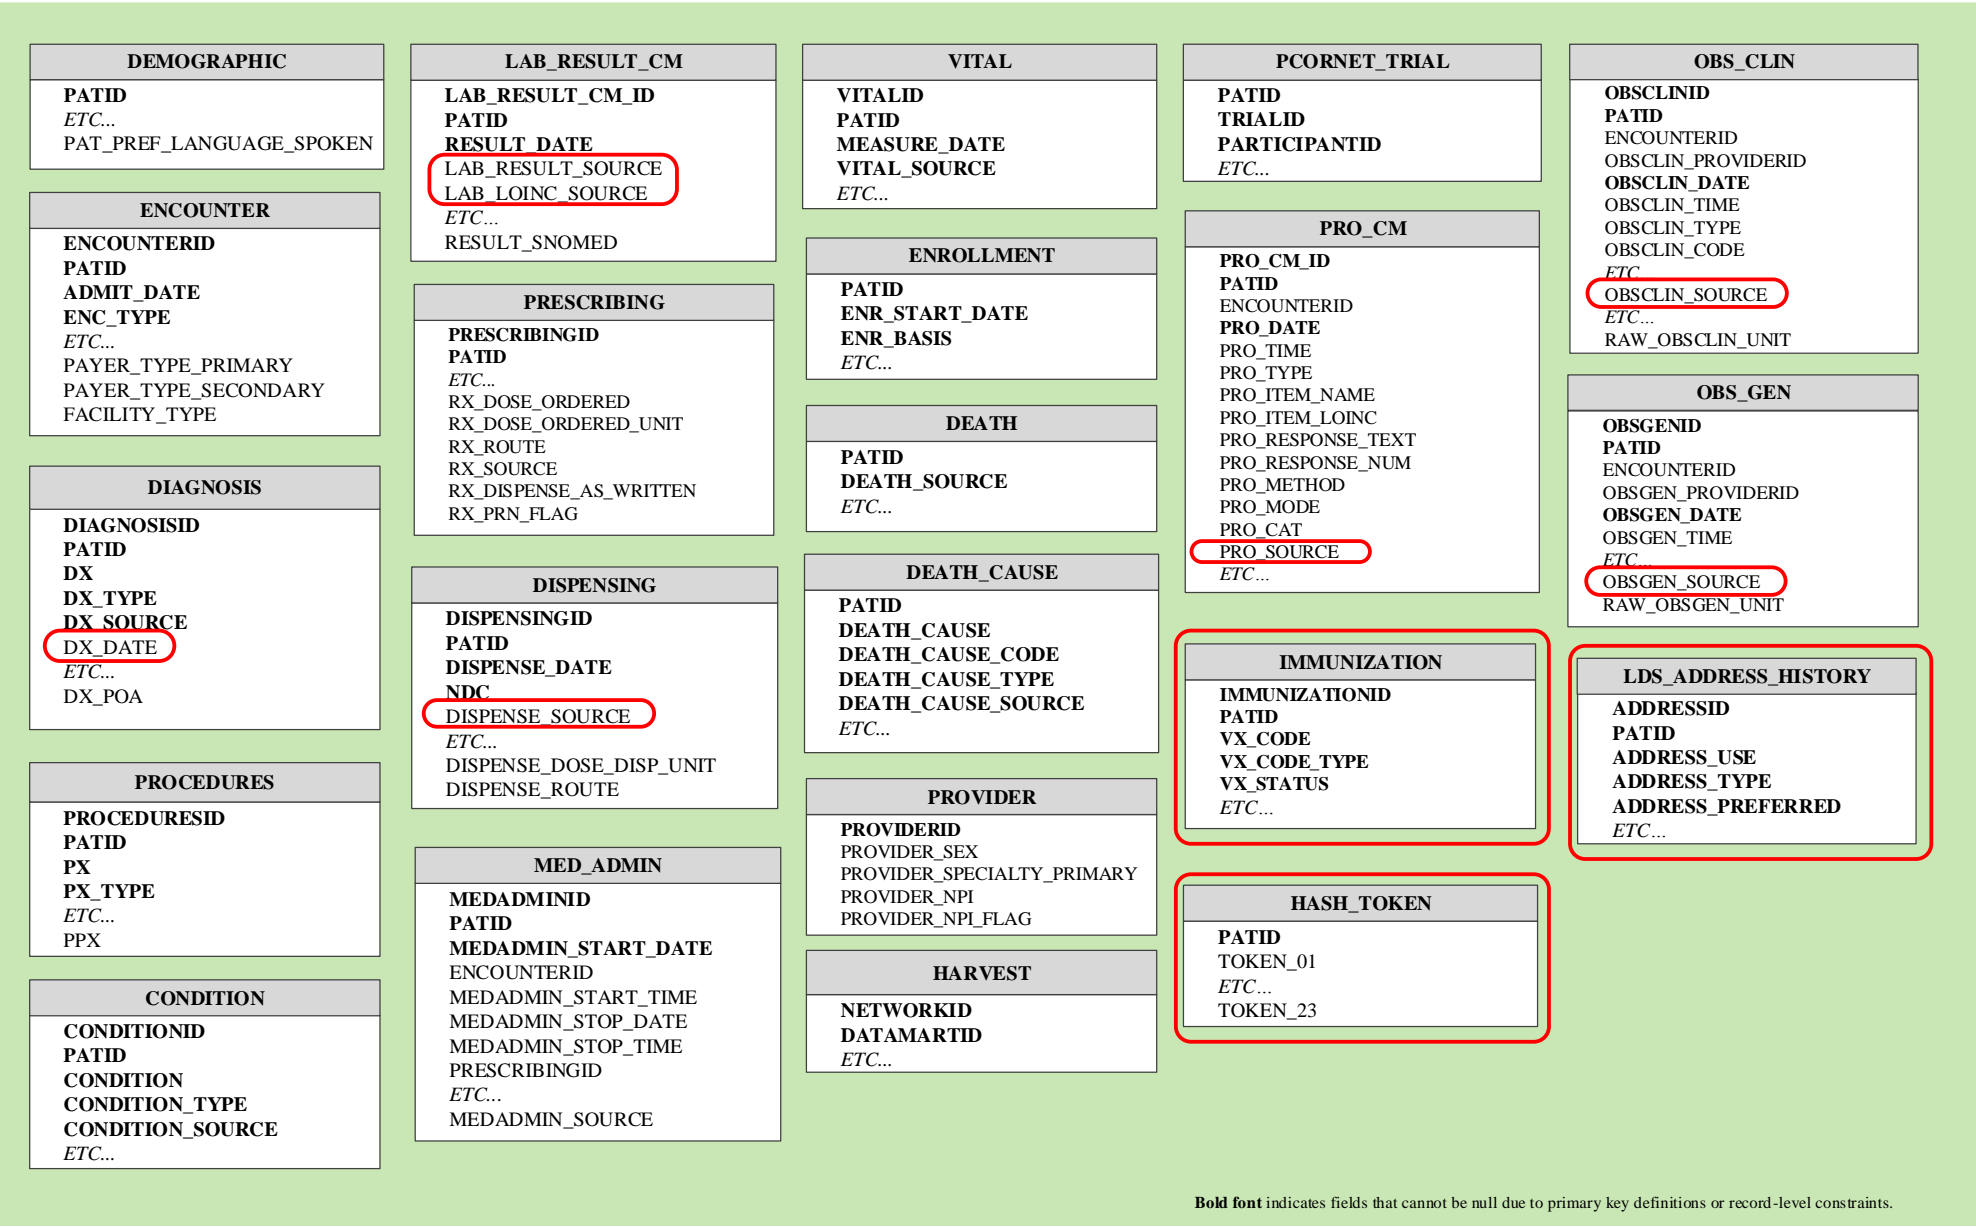 DEMOGRAPHIC
PATID
ETC...
PAT_PREF_LANGUAGE_SPOKEN
ENCOUNTER
ENCOUNTERID
PATID
ADMIT_DATE
ENC_TYPE
ETC...
PAYER_TYPE_PRIMARY
PAYER_TYPE_SECONDARY
FACILITY_TYPE
DIAGNOSIS
DIAGNOSISID
PATID
DX
DX_TYPE
DX_SOURCE
DX_DATE
ETC...
DX_POA
PROCEDURES
PROCEDURESID
PATID
PX
PX_TYPE
ETC...
PPX
CONDITION
CONDITIONID
PATID
CONDITION
CONDITION_TYPE
CONDITION_SOURCE
ETC...
LAB_RESULT_CM
LAB_RESULT_CM_ID
PATID
RESULT_DATE
LAB_RESULT_SOURCE
LAB_LOINC_SOURCE
ETC...
RESULT_SNOMED
PRESCRIBING
PRESCRIBINGID
PATID
ETC...
RX_DOSE_ORDERED
RX_DOSE_ORDERED_UNIT
RX_ROUTE
RX_SOURCE
RX_DISPENSE_AS_WRITTEN
RX_PRN_FLAG
DISPENSING
DISPENSINGID
PATID
DISPENSE_DATE
NDC
DISPENSE_SOURCE
ETC...
DISPENSE_DOSE_DISP_UNIT
DISPENSE_ROUTE
MED_ADMIN
MEDADMINID
PATID
MEDADMIN_START_DATE
ENCOUNTERID
MEDADMIN_START_TIME
MEDADMIN_STOP_DATE
MEDADMIN_STOP_TIME
PRESCRIBINGID
ETC...
MEDADMIN_SOURCE
VITAL
VITALID
PATID
MEASURE_DATE
VITAL_SOURCE
ETC...
ENROLLMENT
PATID
ENR_START_DATE
ENR_BASIS
ETC...
DEATH
PATID
DEATH_SOURCE
ETC...
DEATH_CAUSE
PATID
DEATH_CAUSE
DEATH_CAUSE_CODE
DEATH_CAUSE_TYPE
DEATH_CAUSE_SOURCE
ETC...
PROVIDER
PROVIDERID
PROVIDER_SEX
PROVIDER_SPECIALTY_PRIMARY
PROVIDER_NPI
PROVIDER_NPI_FLAG
HARVEST
NETWORKID
DATAMARTID
ETC...
PCORNET_TRIAL
PATID
TRIALID
PARTICIPANTID
ETC...
PRO_CM
PRO_CM_ID
PATID
ENCOUNTERID
PRO_DATE
PRO_TIME
PRO_TYPE
PRO_ITEM_NAME
PRO_ITEM_LOINC
PRO_RESPONSE_TEXT
PRO_RESPONSE_NUM
PRO_METHOD
PRO_MODE
PRO_CAT
PRO_SOURCE
ETC...
IMMUNIZATION
IMMUNIZATIONID
PATID
VX_CODE
VX_CODE_TYPE
VX_STATUS
ETC...
HASH_TOKEN
PATID
TOKEN_01
ETC...
TOKEN_23
OBS_CLIN
OBSCLINID
PATID
ENCOUNTERID
OBSCLIN_PROVIDERID
OBSCLIN_DATE
OBSCLIN_TIME
OBSCLIN_TYPE
OBSCLIN_CODE
ETC
OBSCLIN_SOURCE
ETC...
RAW_OBSCLIN_UNIT
OBS_GEN
OBSGENID
PATID
ENCOUNTERID
OBSGEN_PROVIDERID
OBSGEN_DATE
OBSGEN_TIME
ETC...
OBSGEN_SOURCE
RAW_OBSGEN_UNIT
LDS_ADDRESS_HISTORY
ADDRESSID
PATID
ADDRESS_USE
ADDRESS_TYPE
ADDRESS_PREFERRED
ETC...
Bold font indicates fields that cannot be null due to primary key definitions or record-level constraints.